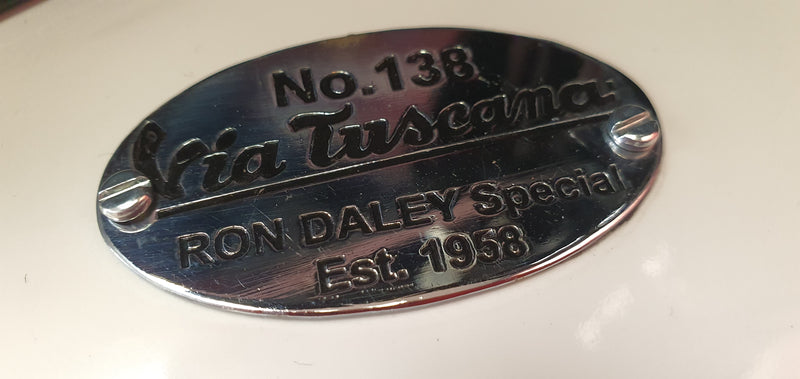 No.138
Via Tuscana
RON DALEY Special
Est. 1958